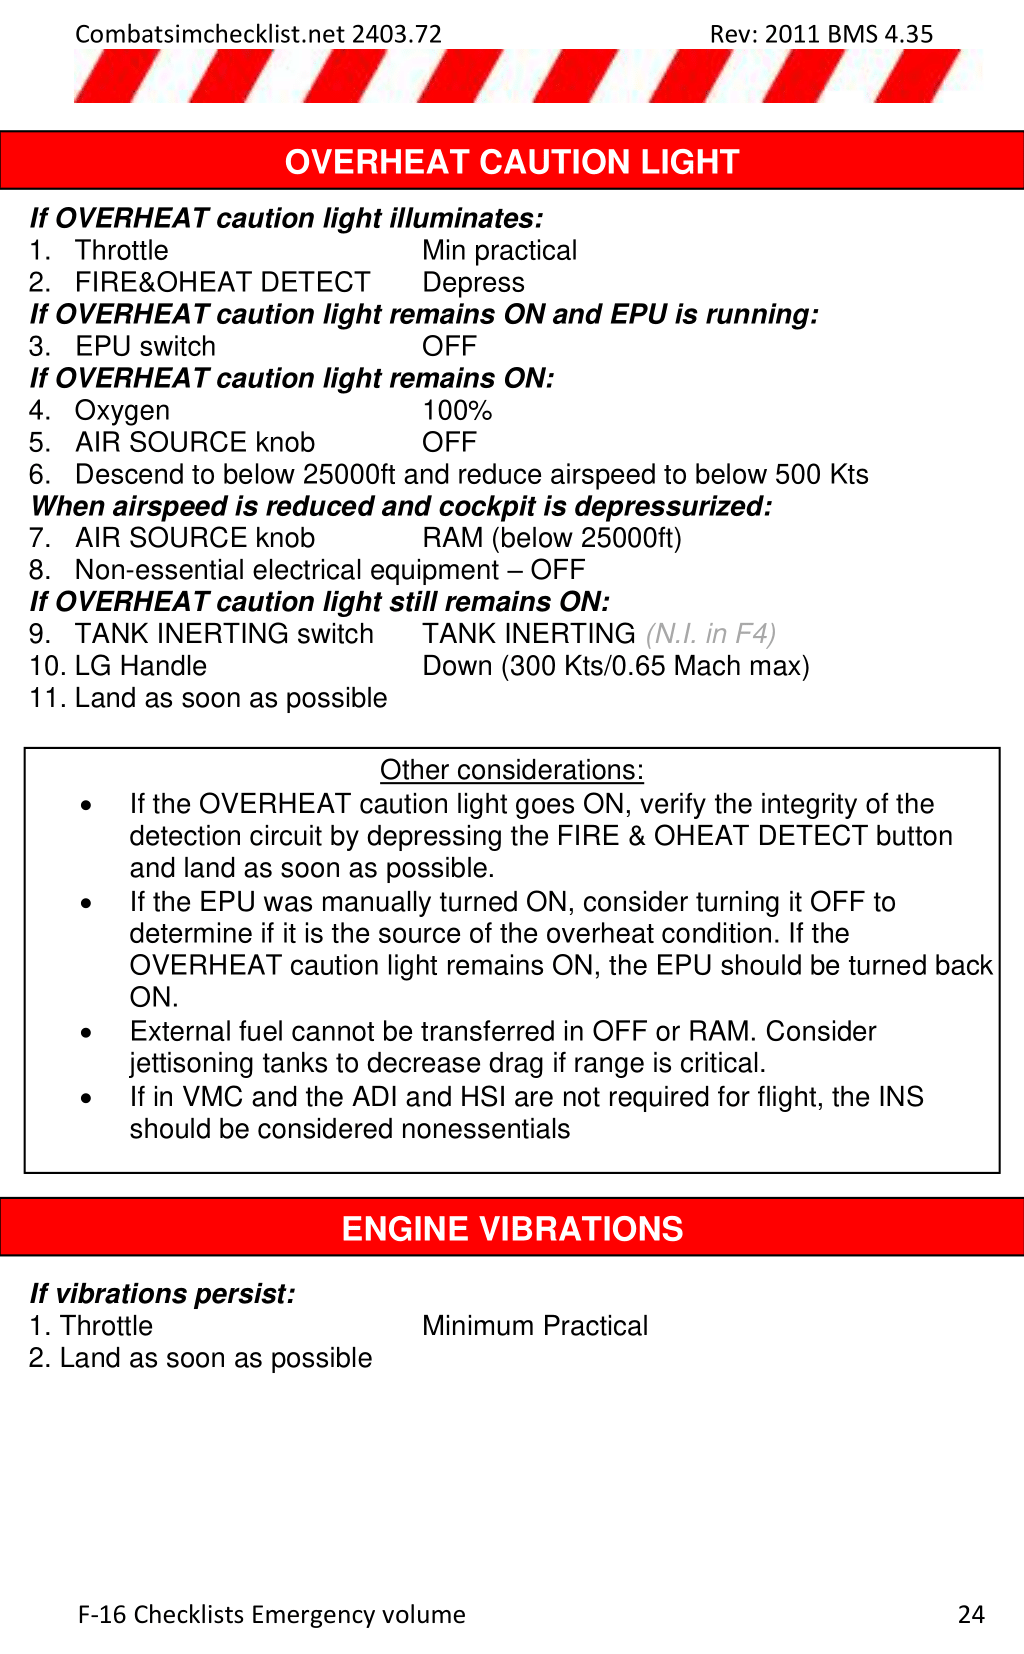 Combatsimchecklist.net 2403.72 Rev: 2011 BMS 4.35
OVERHEAT CAUTION LIGHT
If OVERHEAT caution light illuminates:
1. Throttle Min practical
2. FIRE&OHEAT DETECT Depress
If OVERHEAT caution light remains ON and EPU is running:
3. EPU switch OFF
If OVERHEAT caution light remains ON:
4. Oxygen 100%
5. AIR SOURCE knob OFF
6. Descend to below 25000ft and reduce airspeed to below 500 Kts
When airspeed is reduced and cockpit is depressurized:
7. AIR SOURCE knob RAM (below 25000ft)
8. Non-essential electrical equipment – OFF
If OVERHEAT caution light still remains ON:
9. TANK INERTING switch TANK INERTING (N.I. in F4)
10. LG Handle Down (300 Kts/0.65 Mach max)
11. Land as soon as possible
Other considerations:
• If the OVERHEAT caution light goes ON, verify the integrity of the
detection circuit by depressing the FIRE & OHEAT DETECT button
and land as soon as possible.
• If the EPU was manually turned ON, consider turning it OFF to
determine if it is the source of the overheat condition. If the
OVERHEAT caution light remains ON, the EPU should be turned back
ON.
• External fuel cannot be transferred in OFF or RAM. Consider
jettisoning tanks to decrease drag if range is critical.
• If in VMC and the ADI and HSI are not required for flight, the INS
should be considered nonessentials
ENGINE VIBRATIONS
If vibrations persist:
1. Throttle Minimum Practical
2. Land as soon as possible
F-16 Checklists Emergency volume 24